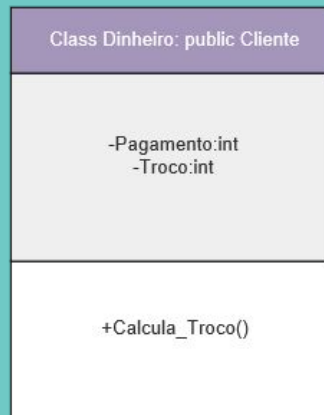 Class Dinheiro: public Cliente
-Pagamento:int
-Troco:int
+Calcula_Troco()